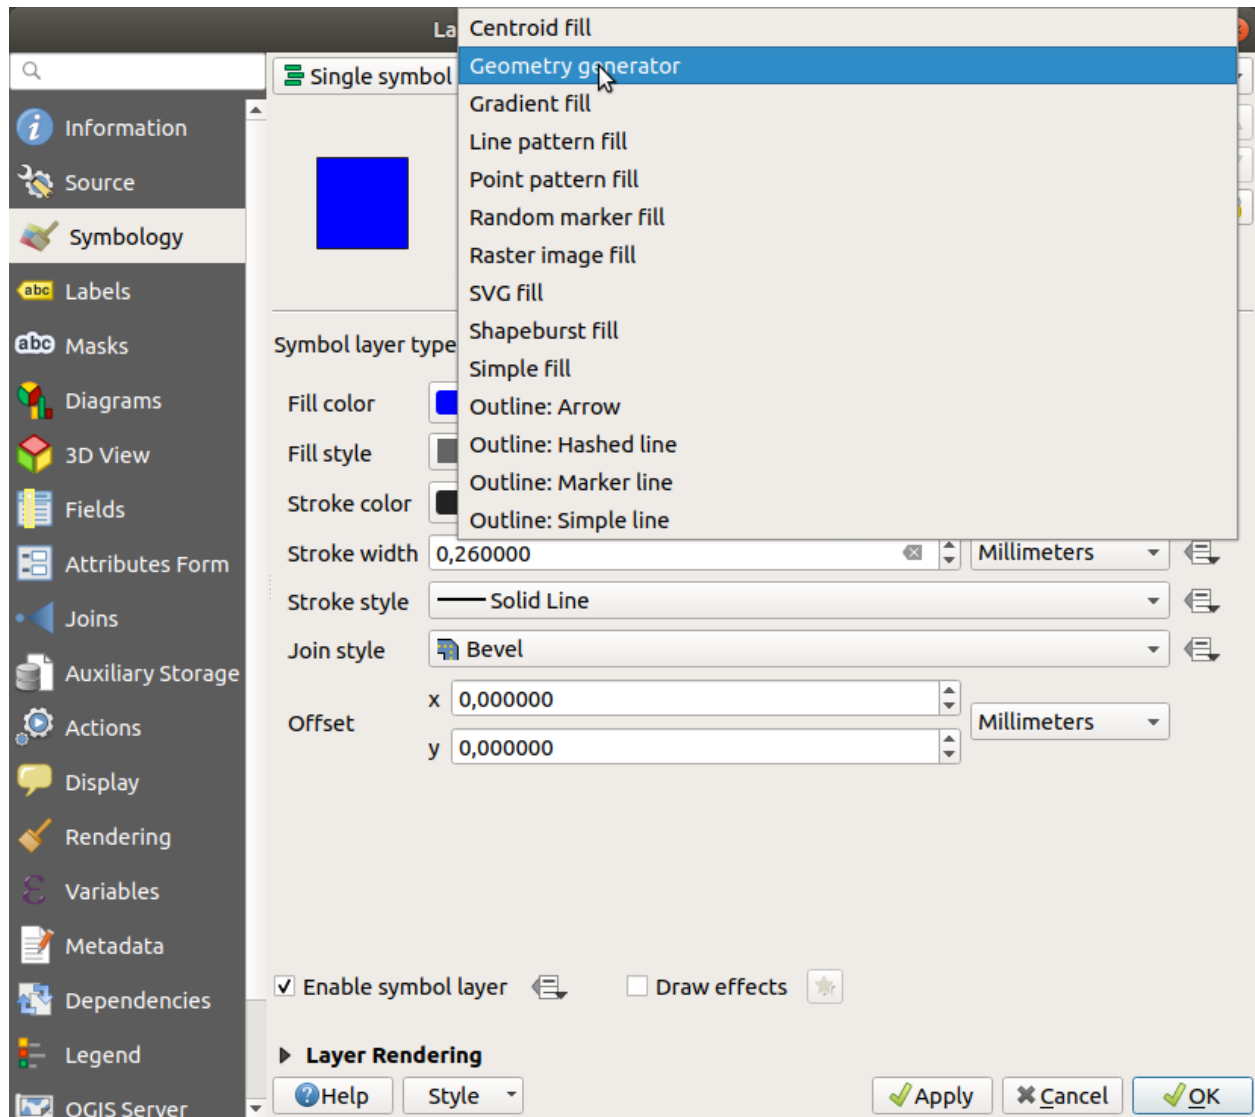 La
Centroid fill
Geometry generator
Gradient fill
Line pattern fill
Point pattern fill
Random marker fill
Raster image fill
SVG fill
Shapeburst fill
Simple fill
Outline: Arrow
Outline: Hashed line
Outline: Marker line
Outline: Simple line
Information
Source
Symbology
abc Labels
abc Masks
Diagrams
3D View
Fields
Attributes Form
Joins
Auxiliary Storage
Actions
Display
Rendering
Variables
Metadata
Dependencies
Legend
QGIS Server
Single symbol
Symbol layer type
Fill color
Fill style
Stroke color
Stroke width 0,260000 Millimeters
Stroke style Solid Line
Join style Bevel
Offset
x 0,000000
y 0,000000
Millimeters
Enable symbol layer Draw effects
Layer Rendering
Help Style Apply Cancel OK